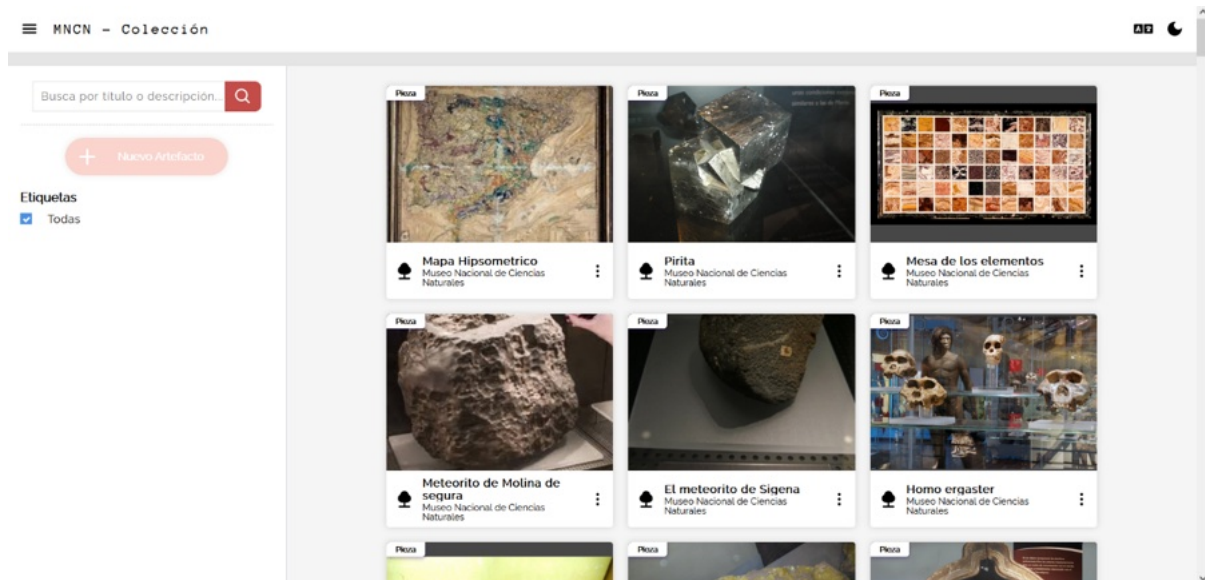 MNCN - Colección
Busca por título o descripción...
Nuevo Artefacto
Etiquetas
Todas
Pieza
Mapa Hipsometrico
Museo Nacional de Ciencias
Naturales
Pieza
Pirita
Museo Nacional de Ciencias
Naturales
Pieza
Mesa de los elementos
Museo Nacional de Ciencias
Naturales
Pieza
Meteorito de Molina de
segura
Museo Nacional de Ciencias
Naturales
Pieza
El meteorito de Sigena
Museo Nacional de Ciencias
Naturales
Pieza
Homo ergaster
Museo Nacional de Ciencias
Naturales
Pieza
Pieza
Pieza